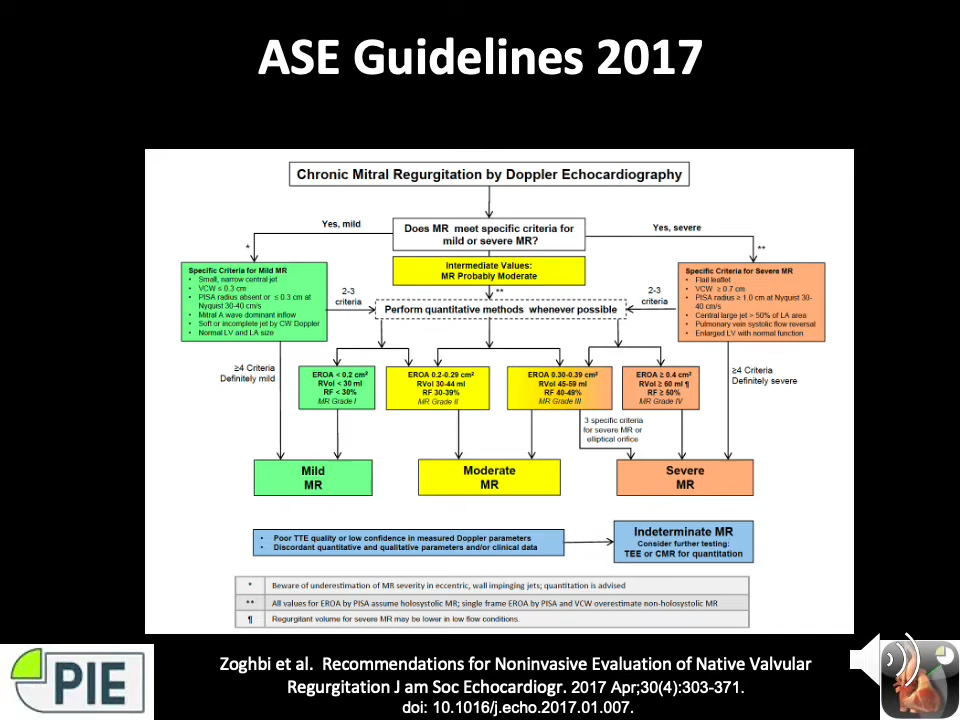 ASE Guidelines 2017
Chronic Mitral Regurgitation by Doppler Echocardiography
Does MR meet specific criteria for
mild or severe MR?
Yes, mild
Yes, severe
*
**
Specific Criteria for Mild MR
• Small, narrow central jet
• VCW ≤ 0.3 cm
• PISA radius absent or ≤ 0.3 cm at
Nyquist 30-40 cm/s
• Mitral A wave dominant inflow
• Soft or incomplete jet by CW Doppler
• Normal LV and LA size
Intermediate Values:
MR Probably Moderate
**
Specific Criteria for Severe MR
• Flail leaflet
• VCW ≥ 0.7 cm
• PISA radius ≥ 1.0 cm at Nyquist 30-
40 cm/s
• Central large jet > 50% of LA area
• Pulmonary vein systolic flow reversal
• Enlarged LV with normal function
2-3
criteria
Perform quantitative methods whenever possible
2-3
criteria
≥4 Criteria
Definitely mild
EROA < 0.2 cm²
RVol < 30 ml
RF < 30%
MR Grade I
EROA 0.2-0.29 cm²
RVol 30-44 ml
RF 30-39%
MR Grade II
EROA 0.30-0.39 cm²
RVol 45-59 ml
RF 40-49%
MR Grade III
EROA ≥ 0.4 cm²
RVol ≥ 60 ml ¶
RF ≥ 50%
MR Grade IV
≥4 Criteria
Definitely severe
3 specific criteria
for severe MR or
elliptical orifice
Mild
MR
Moderate
MR
Severe
MR
• Poor TTE quality or low confidence in measured Doppler parameters
• Discordant quantitative and qualitative parameters and/or clinical data
Indeterminate MR
Consider further testing:
TEE or CMR for quantitation
* Beware of underestimation of MR severity in eccentric, wall impinging jets; quantitation is advised
** All values for EROA by PISA assume holosystolic MR; single frame EROA by PISA and VCW overestimate non-holosystolic MR
¶ Regurgitant volume for severe MR may be lower in low flow conditions.
PIE
Zoghbi et al. Recommendations for Noninvasive Evaluation of Native Valvular
Regurgitation J am Soc Echocardiogr. 2017 Apr;30(4):303-371.
doi: 10.1016/j.echo.2017.01.007.